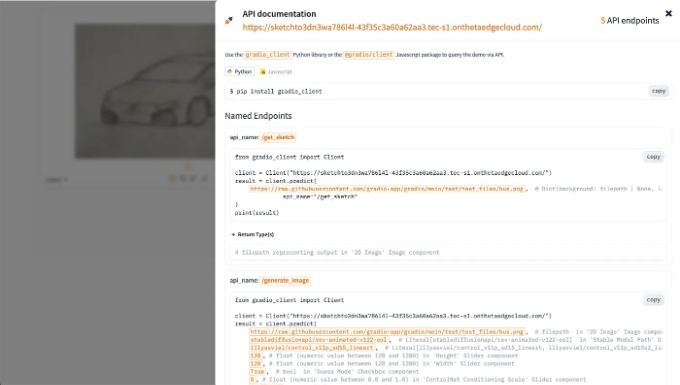 API documentation
https://sketchto3dn3wa786l4l-43f35c3a60a62aa3.tec-s1.onthetaedgecloud.com/
5 API endpoints
Use the gradio_client Python library or the @gradio/client Javascript package to query the demo via API.
Python Javascript
$ pip install gradio_client
copy
Named Endpoints
api_name: /get_sketch
from gradio_client import Client
copy
client = Client("https://sketchto3dn3wa786l4l-43f35c3a60a62aa3.tec-s1.onthetaedgecloud.com/")
result = client.predict(
https://raw.githubusercontent.com/gradio-app/gradio/main/test/test_files/bus.png, # Dict(background: filepath | None, l
api_name="/get_sketch"
)
print(result)
Return Type(s)
# filepath representing output in '2D Image' Image component
api_name: /generate_image
from gradio_client import Client
copy
client = Client("https://sketchto3dn3wa786l4l-43f35c3a60a62aa3.tec-s1.onthetaedgecloud.com/")
result = client.predict(
https://raw.githubusercontent.com/gradio-app/gradio/main/test/test_files/bus.png, # filepath in '2D Image' Image compo
stablediffusionapi/rev-animated-v122-eol, # Literal[stablediffusionapi/rev-animated-v122-eol] in 'Stable Model Path' D
lllyasviel/control_v11p_sd15_lineart, # Literal[lllyasviel/control_v11p_sd15_lineart,
128, # float (numeric value between 128 and 1280) in 'Height' Slider component
128, # float (numeric value between 128 and 1280) in 'Width' Slider component
True, # bool in 'Guess Mode' Checkbox component
0, # float (numeric value between 0.0 and 1.0) in 'ControlNet Conditioning Scale' Slider component